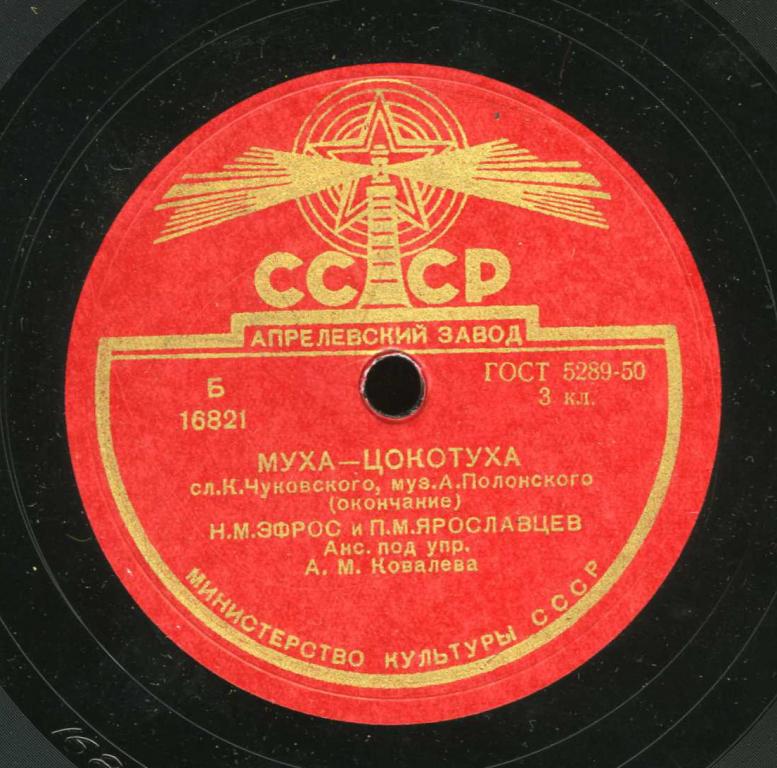 СССР
АПРЕЛЕВСКИЙ ЗАВОД
Б
16821
ГОСТ 5289-50
3 кл.
МУХА—ЦОКОТУХА
сл.К.Чуковского, муз.А.Полонского
(окончание)
Н.М.ЭФРОС и П.М.ЯРОСЛАВЦЕВ
Анс. под упр.
А. М. Ковалева
МИНИСТЕРСТВО КУЛЬТУРЫ СССР